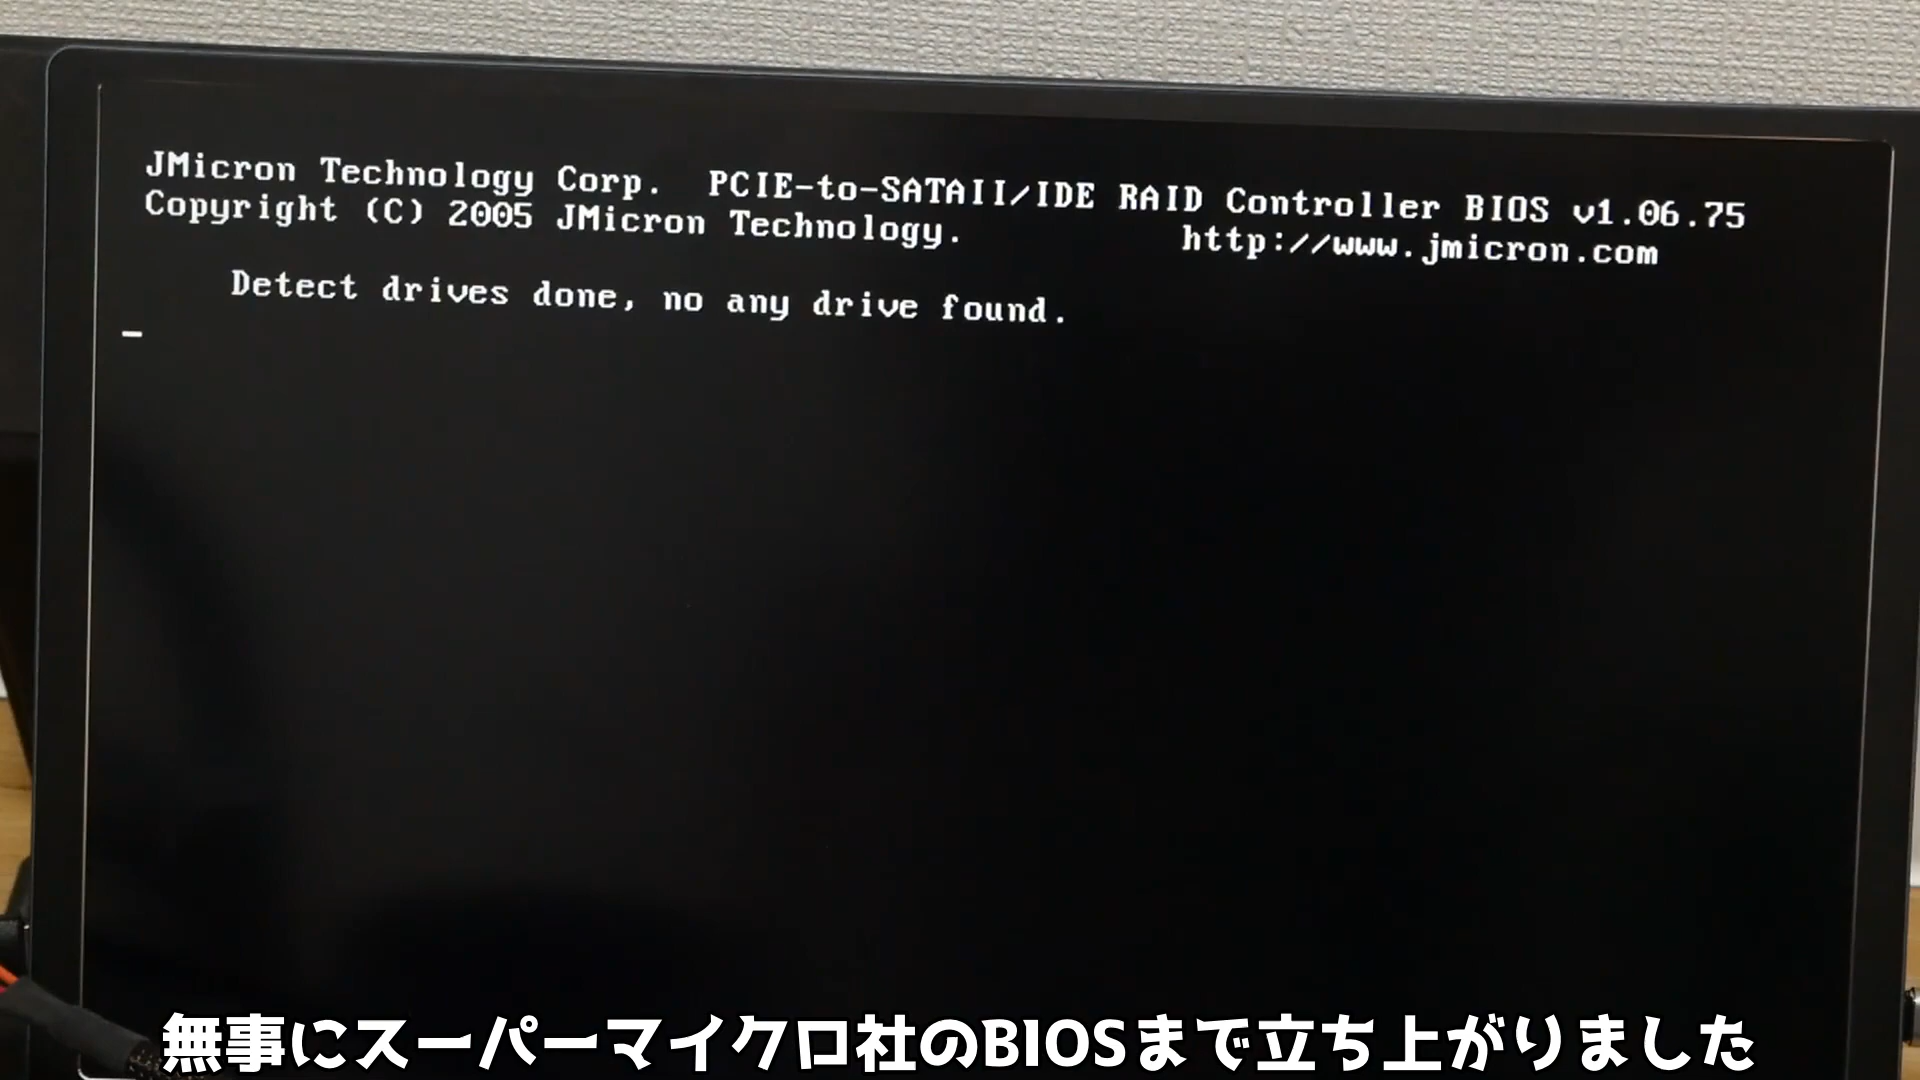 JMicron Technology Corp.  PCIE-to-SATAII/IDE RAID Controller BIOS v1.06.75
Copyright (C) 2005 JMicron Technology.          http://www.jmicron.com
Detect drives done, no any drive found.
無事にスーパーマイクロ社のBIOSまで立ち上がりました